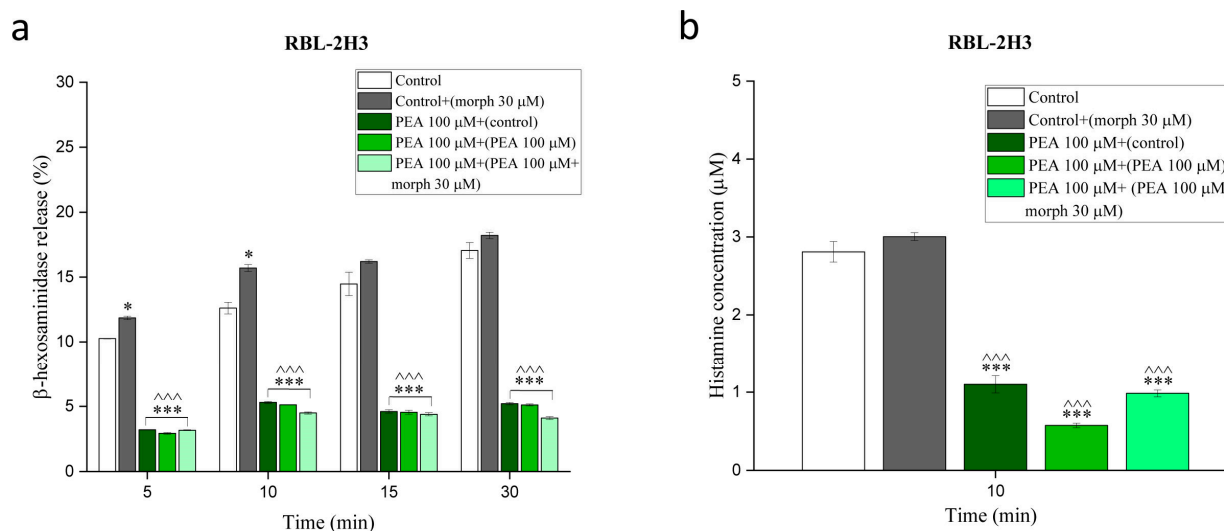 a
RBL-2H3
Control
Control+(morph 30 µM)
PEA 100 µM+(control)
PEA 100 µM+(PEA 100 µM)
PEA 100 µM+(PEA 100 µM+
morph 30 µM)
β-hexosaminidase release (%)
30
25
20
15
10
5
0
*
^^^
***
*
^^^
***
^^^
***
^^^
***
5
10
15
30
Time (min)
b
RBL-2H3
Control
Control+(morph 30 µM)
PEA 100 µM+(control)
PEA 100 µM+(PEA 100 µM)
PEA 100 µM+ (PEA 100 µM
morph 30 µM)
Histamine concentration (µM)
5
4
3
2
1
0
^^^
***
^^^
***
^^^
***
10
Time (min)